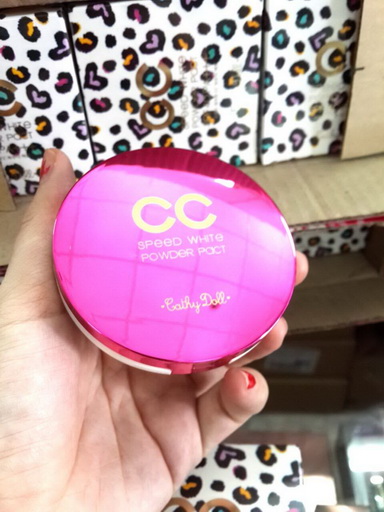 CC
SPEED WHITE
POWDER PACT
Cathy Doll